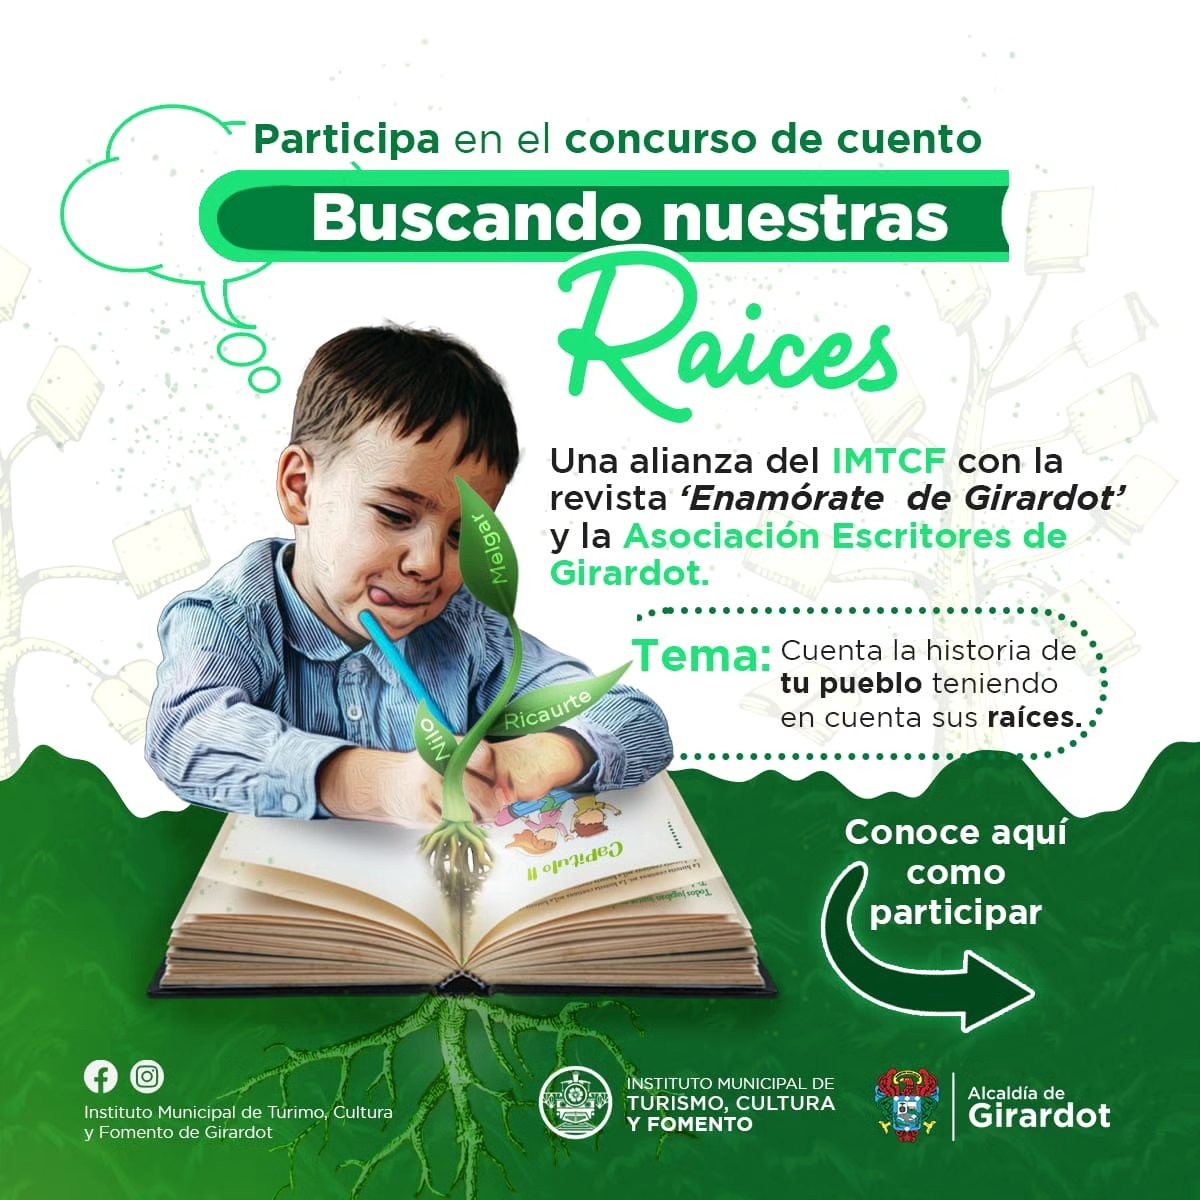 Participa en el concurso de cuento
Buscando nuestras
Raices
Una alianza del IMTCF con la
revista ‘Enamórate de Girardot’
y la Asociación Escritores de
Girardot.
Tema: Cuenta la historia de
tu pueblo teniendo
en cuenta sus raíces.
Melgar
Ricaurte
Nilo
Capitulo II
Conoce aquí
como
participar
Instituto Municipal de Turimo, Cultura
y Fomento de Girardot
INSTITUTO MUNICIPAL DE
TURISMO, CULTURA
Y FOMENTO
Alcaldía de
Girardot